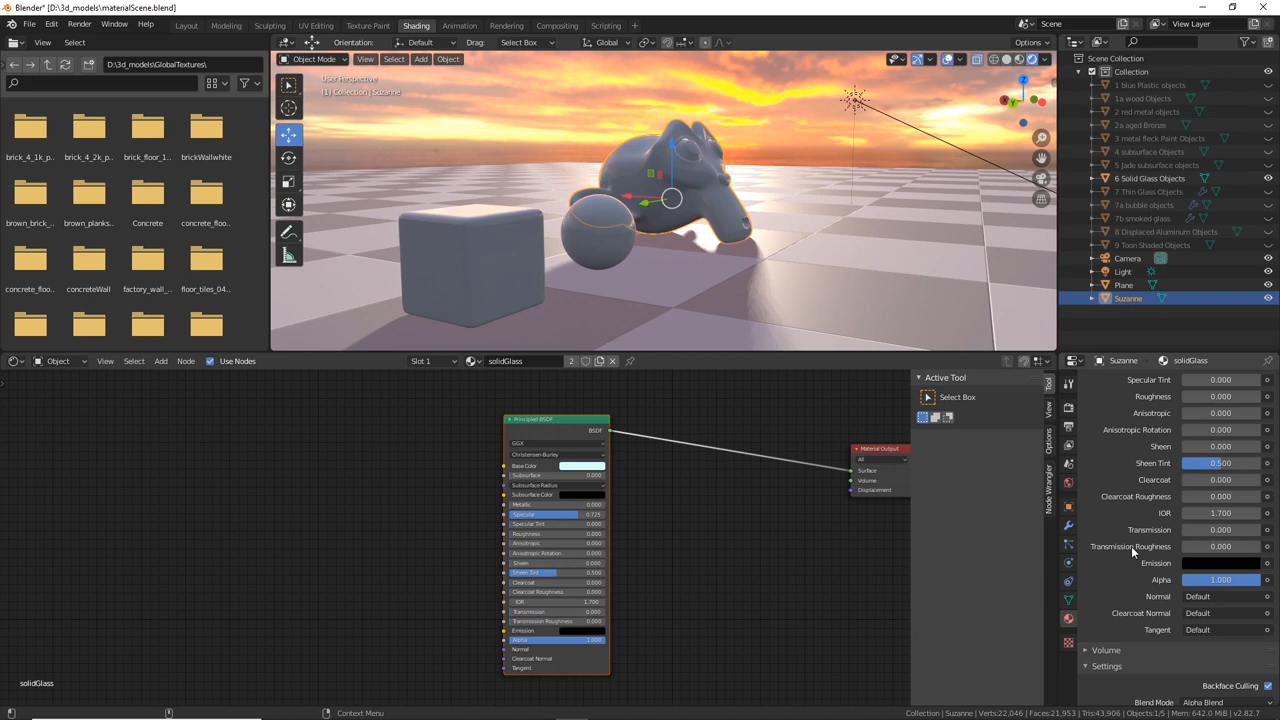 Blender* [D:\3d_models\materialScene.blend]
File Edit Render Window Help Layout Modeling Sculpting UV Editing Texture Paint Shading Animation Rendering Compositing Scripting + Scene View Layer
View Select Orientation: Default Drag: Select Box Global Options
D:\3d_models\GlobalTextures\
Object Mode View Select Add Object
User Perspective
(1) Collection | Suzanne
brick_4_1k_p... brick_4_2k_p... brick_floor_1... brickWallwhite
brown_brick_... brown_planks... Concrete concrete_floo...
concrete_floo... concreteWall factory_wall_... floor_tiles_04...
Scene Collection
Collection
1 blue Plastic objects
1a wood Objects
2 red metal objects
2a aged Bronze
3 metal fleck Paint Objects
4 subsurface Objects
5 Jade subsurface objects
6 Solid Glass Objects
7 Thin Glass Objects
7a bubble objects
7b smoked glass
8 Displaced Aluminum Objects
9 Toon Shaded Objects
Camera
Light
Plane
Suzanne
Object View Select Add Node Use Nodes Slot 1 solidGlass 2
Principled BSDF
BSDF
GGX
Christensen-Burley
Base Color
Subsurface 0.000
Subsurface Radius
Subsurface Color
Metallic 0.000
Specular 0.725
Specular Tint 0.000
Roughness 0.000
Anisotropic 0.000
Anisotropic Rotation 0.000
Sheen 0.000
Sheen Tint 0.500
Clearcoat 0.000
Clearcoat Roughness 0.000
IOR 1.700
Transmission 0.000
Transmission Roughness 0.000
Emission
Alpha 1.000
Normal
Clearcoat Normal
Tangent
Material Output
All
Surface
Volume
Displacement
Active Tool
Select Box
Tool
View
Options
Node Wrangler
Suzanne solidGlass
Specular Tint 0.000
Roughness 0.000
Anisotropic 0.000
Anisotropic Rotation 0.000
Sheen 0.000
Sheen Tint 0.500
Clearcoat 0.000
Clearcoat Roughness 0.000
IOR 1.700
Transmission 0.000
Transmission Roughness 0.000
Emission
Alpha 1.000
Normal Default
Clearcoat Normal Default
Tangent Default
Volume
Settings
Backface Culling
Blend Mode Alpha Blend
solidGlass
Context Menu
Collection | Suzanne | Verts:22,046 | Faces:21,953 | Tris:43,906 | Objects:1/5 | Mem: 642.0 MiB | v2.82.7